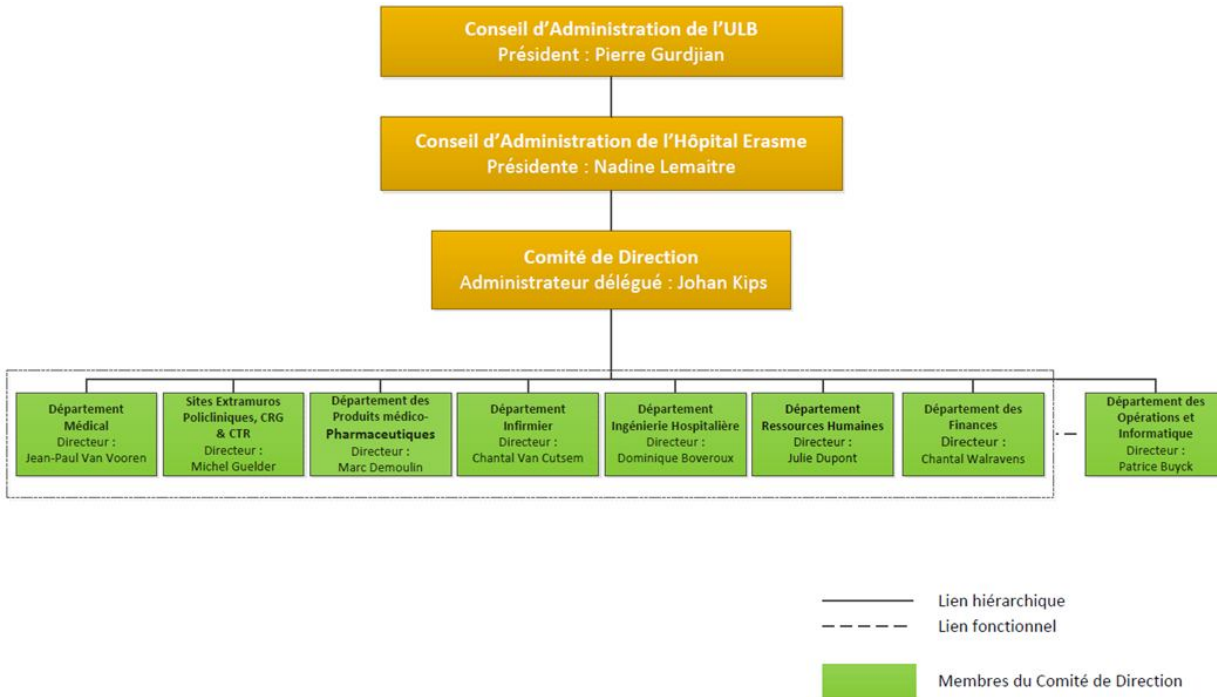 Conseil d'Administration de l'ULB
Président : Pierre Gurdjian
Conseil d'Administration de l'Hôpital Erasme
Présidente : Nadine Lemaitre
Comité de Direction
Administrateur délégué : Johan Kips
Département
Médical
Directeur :
Jean-Paul Van Vooren
Sites Extramuros
Policliniques, CRG
& CTR
Directeur :
Michel Guelder
Département des
Produits médico-
Pharmaceutiques
Directeur :
Marc Demoulin
Département
Infirmier
Directeur :
Chantal Van Cutsem
Département
Ingénierie Hospitalière
Directeur :
Dominique Boveroux
Département
Ressources Humaines
Directeur :
Julie Dupont
Département des
Finances
Directeur :
Chantal Walravens
Département des
Opérations et
Informatique
Directeur :
Patrice Buyck
Lien hiérarchique
Lien fonctionnel
Membres du Comité de Direction